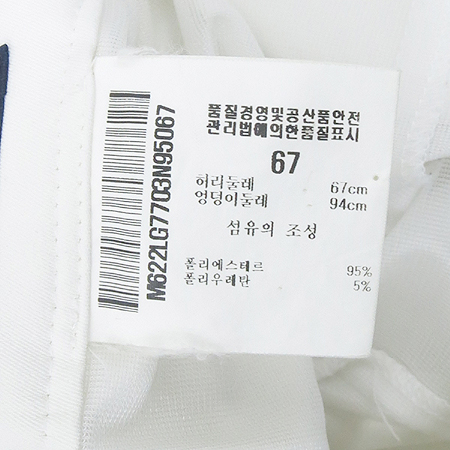 M622LG7703N95067
품질경영및공산품안전
관리법에의한품질표시
67
허리둘레 67cm
엉덩이둘레 94cm
섬유의 조성
폴리에스테르 95%
폴리우레탄 5%